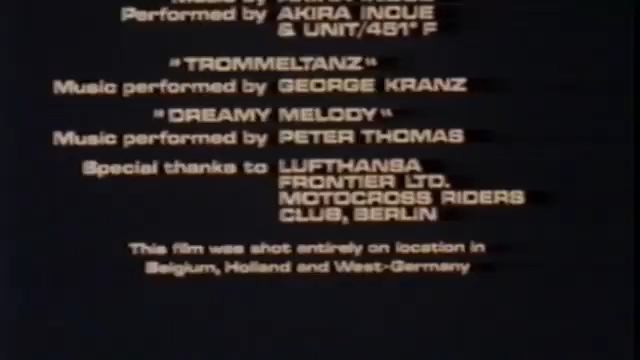 Performed by AKIRA INOUE
& UNIT/451° F
"TROMMELTANZ"
Music performed by GEORGE KRANZ
"DREAMY MELODY"
Music performed by PETER THOMAS
Special thanks to LUFTHANSA
FRONTIER LTD.
MOTOCROSS RIDERS
CLUB, BERLIN
This film was shot entirely on location in
Belgium, Holland and West-Germany